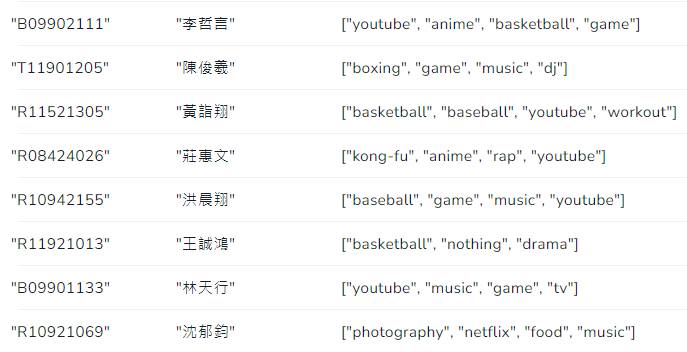 "B09902111" "李哲言" ["youtube", "anime", "basketball", "game"]
"T11901205" "陳俊羲" ["boxing", "game", "music", "dj"]
"R11521305" "黃詣翔" ["basketball", "baseball", "youtube", "workout"]
"R08424026" "莊惠文" ["kong-fu", "anime", "rap", "youtube"]
"R10942155" "洪晨翔" ["baseball", "game", "music", "youtube"]
"R11921013" "王誠鴻" ["basketball", "nothing", "drama"]
"B09901133" "林天行" ["youtube", "music", "game", "tv"]
"R10921069" "沈郁鈞" ["photography", "netflix", "food", "music"]